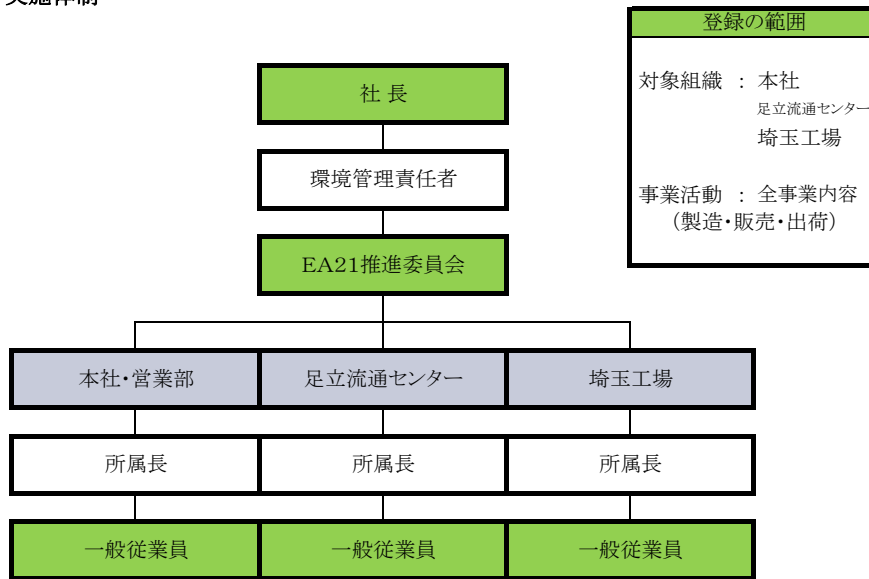 社 長
環境管理責任者
EA21推進委員会
本社・営業部 足立流通センター 埼玉工場
所属長 所属長 所属長
一般従業員 一般従業員 一般従業員
登録の範囲
対象組織 : 本社
足立流通センター
埼玉工場
事業活動 : 全事業内容
（製造・販売・出荷）